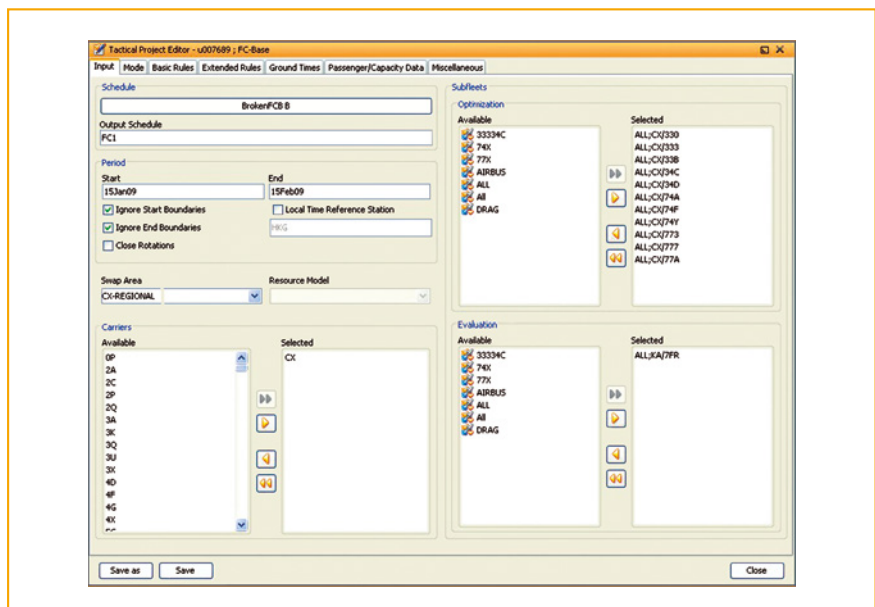 Tactical Project Editor - u007689 ; FC-Base
Input Mode Basic Rules Extended Rules Ground Times Passenger/Capacity Data Miscellaneous
Schedule
BrokenFCB B
Output Schedule
FC1
Period
Start End
15Jan09 15Feb09
Ignore Start Boundaries Local Time Reference Station
Ignore End Boundaries HKG
Close Rotations
Swap Area Resource Model
CX-REGIONAL
Carriers
Available Selected
0P CX
2A
2C
2P
2Q
3A
3K
3Q
3U
3X
4D
4F
4G
4X
Subfleets
Optimization
Available Selected
33334C ALL;CX/330
74X ALL;CX/333
77X ALL;CX/33B
AIRBUS ALL;CX/34C
ALL ALL;CX/34D
All ALL;CX/74A
DRAG ALL;CX/74F
ALL;CX/74Y
ALL;CX/773
ALL;CX/777
ALL;CX/77A
Evaluation
Available Selected
33334C ALL;KA/7FR
74X
77X
AIRBUS
ALL
All
DRAG
Save as Save Close